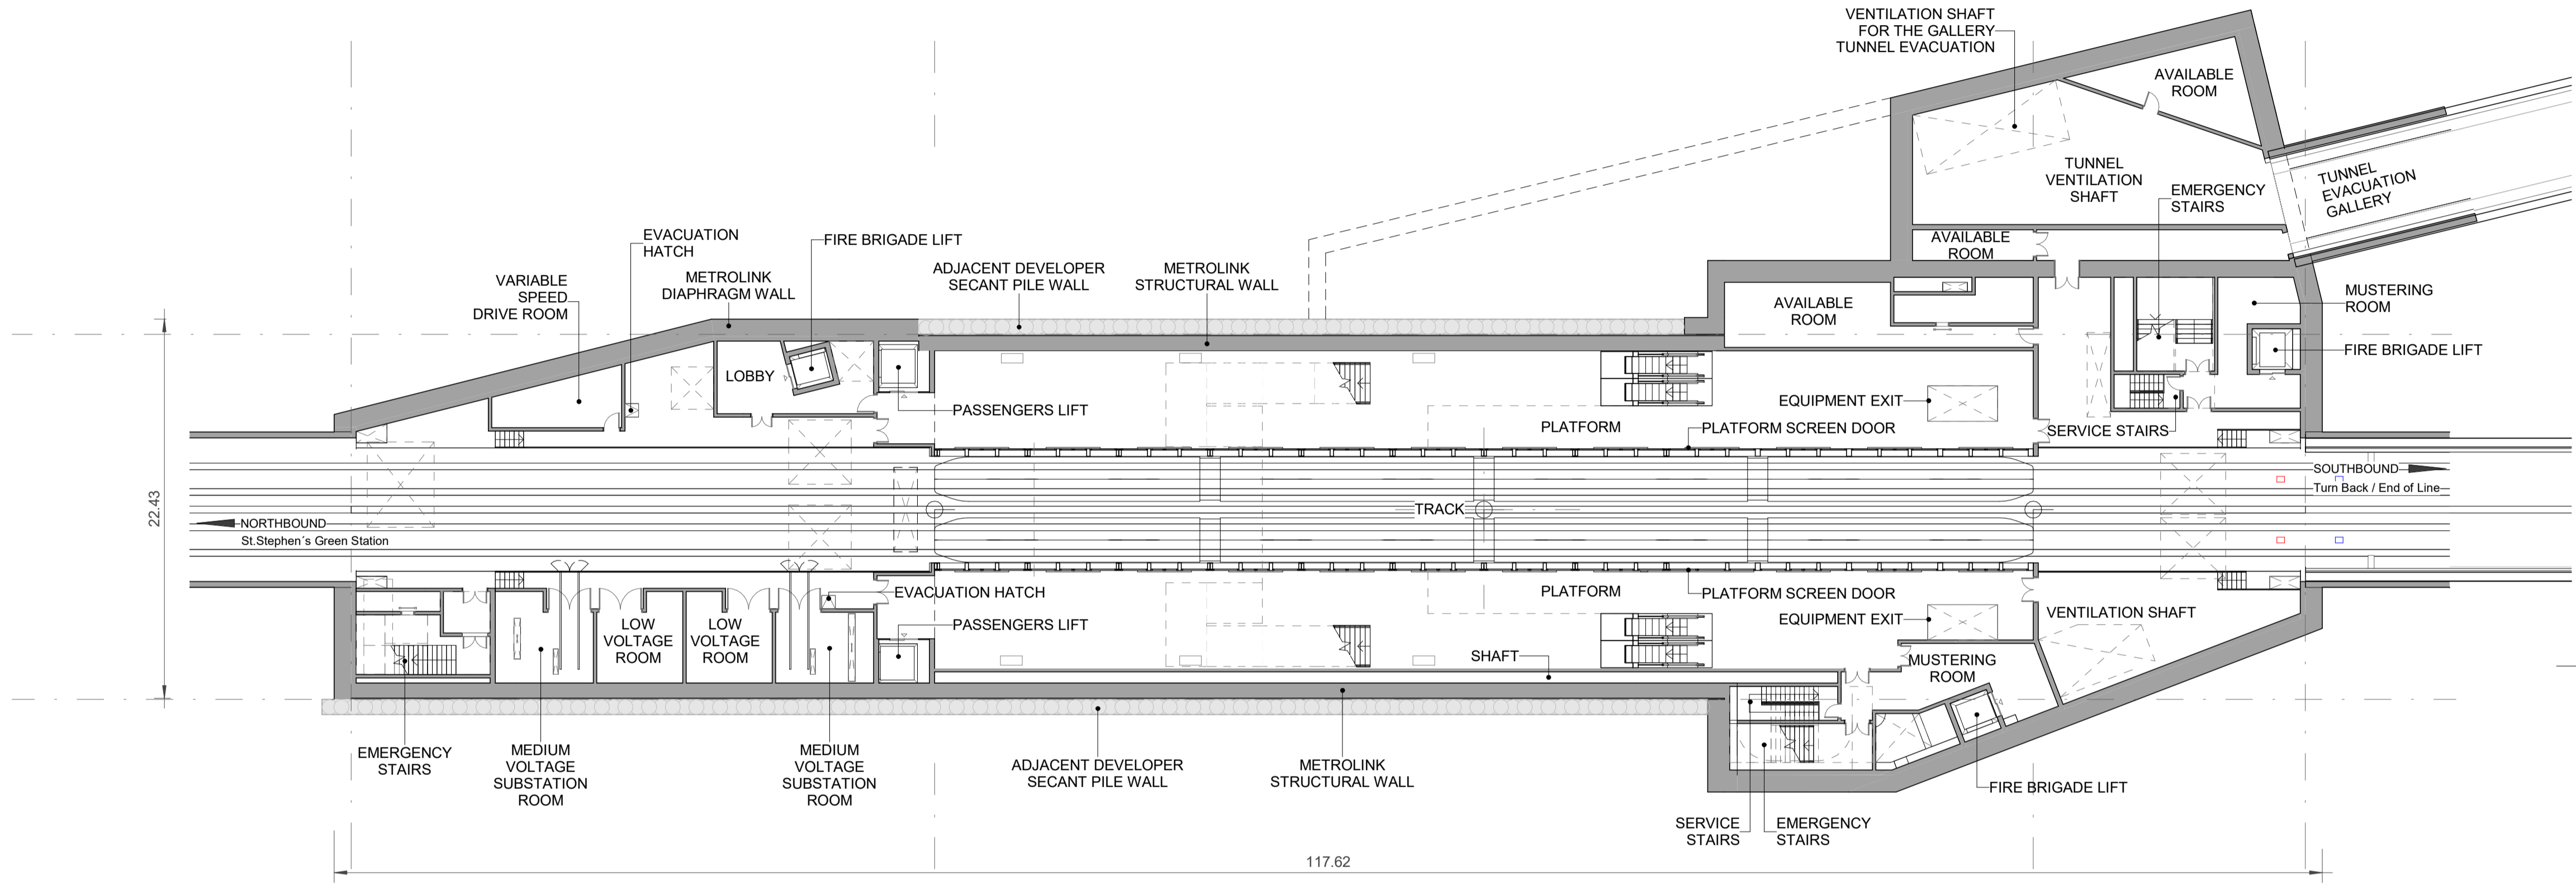 VENTILATION SHAFT
FOR THE GALLERY
TUNNEL EVACUATION
AVAILABLE
ROOM
TUNNEL
VENTILATION
SHAFT
EMERGENCY
STAIRS
TUNNEL
EVACUATION
GALLERY
EVACUATION
HATCH
FIRE BRIGADE LIFT
AVAILABLE
ROOM
VARIABLE
SPEED
DRIVE ROOM
METROLINK
DIAPHRAGM WALL
ADJACENT DEVELOPER
SECANT PILE WALL
METROLINK
STRUCTURAL WALL
AVAILABLE
ROOM
MUSTERING
ROOM
FIRE BRIGADE LIFT
LOBBY
PASSENGERS LIFT
EQUIPMENT EXIT
PLATFORM
PLATFORM SCREEN DOOR
SERVICE STAIRS
SOUTHBOUND
Turn Back / End of Line
22.43
TRACK
NORTHBOUND
St.Stephen´s Green Station
EVACUATION HATCH
PLATFORM
PLATFORM SCREEN DOOR
EQUIPMENT EXIT
VENTILATION SHAFT
LOW
VOLTAGE
ROOM
LOW
VOLTAGE
ROOM
PASSENGERS LIFT
SHAFT
MUSTERING
ROOM
EMERGENCY
STAIRS
MEDIUM
VOLTAGE
SUBSTATION
ROOM
MEDIUM
VOLTAGE
SUBSTATION
ROOM
ADJACENT DEVELOPER
SECANT PILE WALL
METROLINK
STRUCTURAL WALL
FIRE BRIGADE LIFT
SERVICE
STAIRS
EMERGENCY
STAIRS
117.62